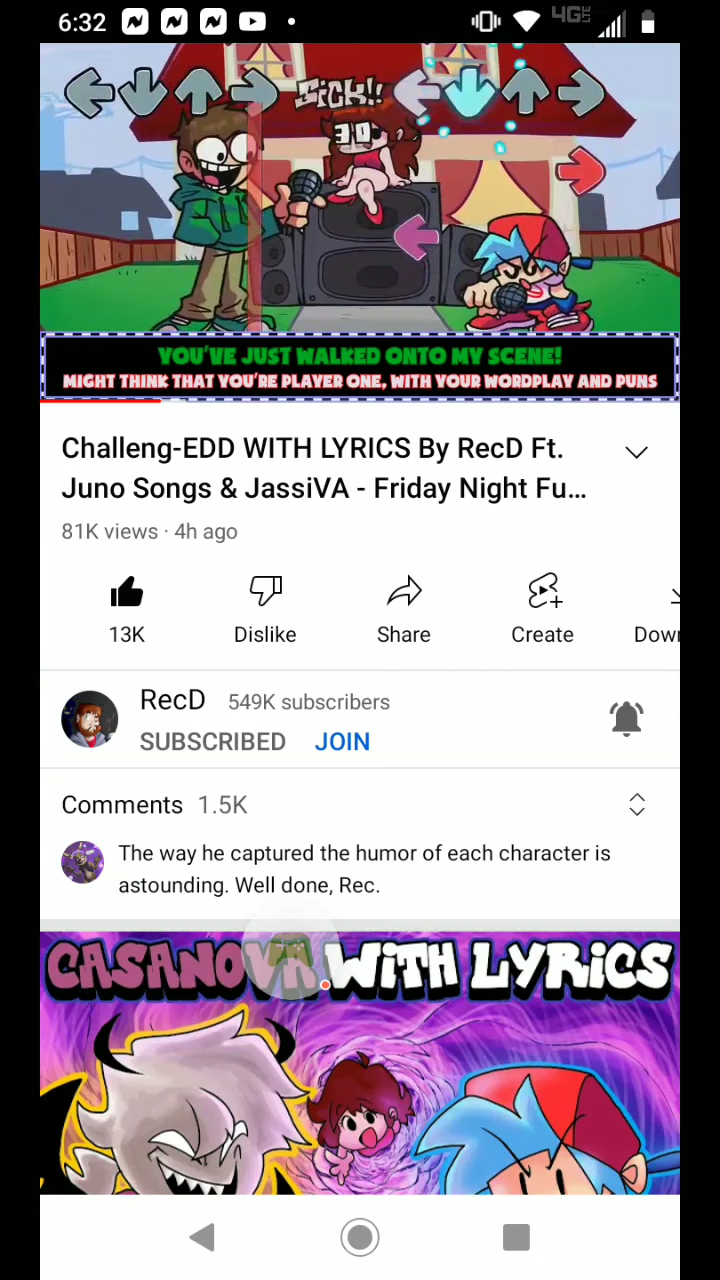 6:32
4G LTE
SiCK!!
YOU'VE JUST WALKED ONTO MY SCENE!
MIGHT THINK THAT YOU'RE PLAYER ONE, WITH YOUR WORDPLAY AND PUNS
Challeng-EDD WITH LYRICS By RecD Ft.
Juno Songs & JassiVA - Friday Night Fu...
81K views · 4h ago
13K Dislike Share Create Down
RecD 549K subscribers
SUBSCRIBED JOIN
Comments 1.5K
The way he captured the humor of each character is
astounding. Well done, Rec.
CASANOVA WiTH LYRiCS